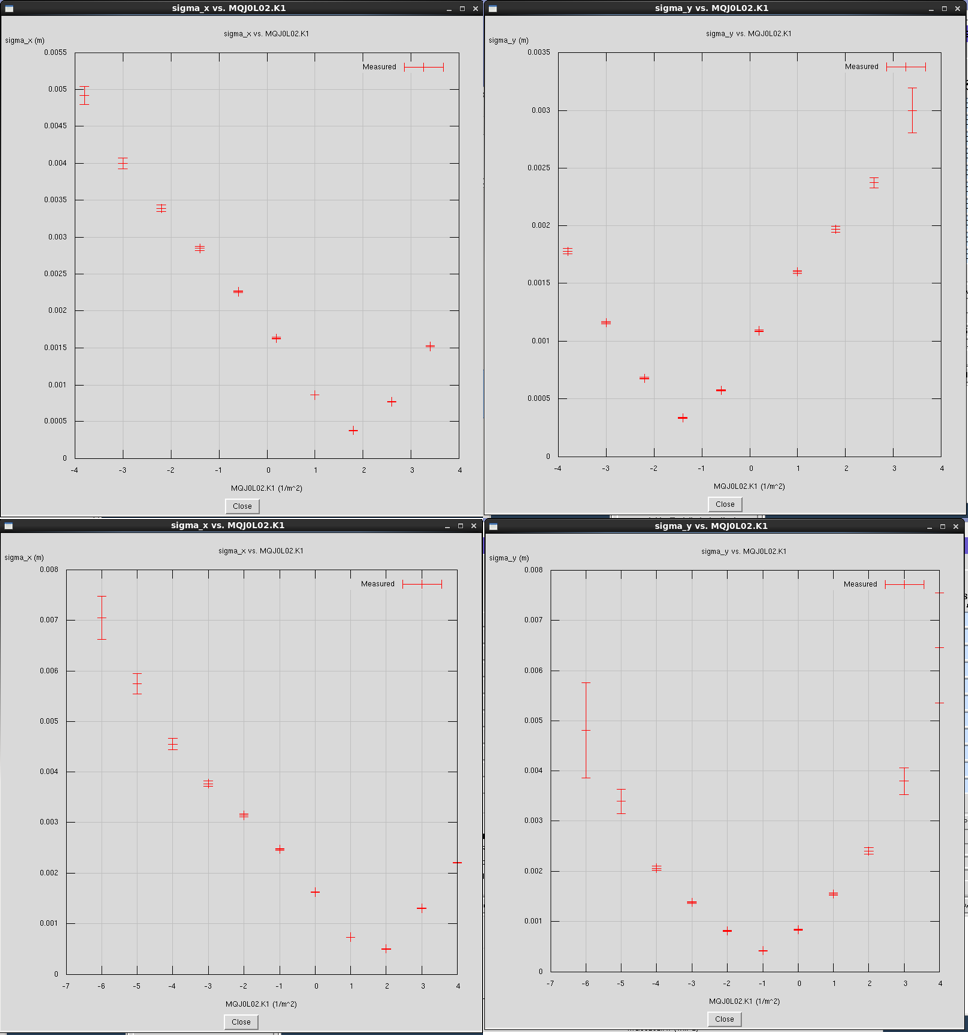 sigma_x vs. MQJ0L02.K1
sigma_x vs. MQJ0L02.K1
sigma_x (m)
Measured
0.0055
0.005
0.0045
0.004
0.0035
0.003
0.0025
0.002
0.0015
0.001
0.0005
0
-4 -3 -2 -1 0 1 2 3 4
MQJ0L02.K1 (1/m^2)
Close
sigma_y vs. MQJ0L02.K1
sigma_y vs. MQJ0L02.K1
sigma_y (m)
Measured
0.0035
0.003
0.0025
0.002
0.0015
0.001
0.0005
0
-4 -3 -2 -1 0 1 2 3 4
MQJ0L02.K1 (1/m^2)
Close
sigma_x vs. MQJ0L02.K1
sigma_x vs. MQJ0L02.K1
sigma_x (m)
Measured
0.008
0.007
0.006
0.005
0.004
0.003
0.002
0.001
0
-7 -6 -5 -4 -3 -2 -1 0 1 2 3 4
MQJ0L02.K1 (1/m^2)
Close
sigma_y vs. MQJ0L02.K1
sigma_y vs. MQJ0L02.K1
sigma_y (m)
Measured
0.008
0.007
0.006
0.005
0.004
0.003
0.002
0.001
0
-7 -6 -5 -4 -3 -2 -1 0 1 2 3 4
MQJ0L02.K1 (1/m^2)
Close